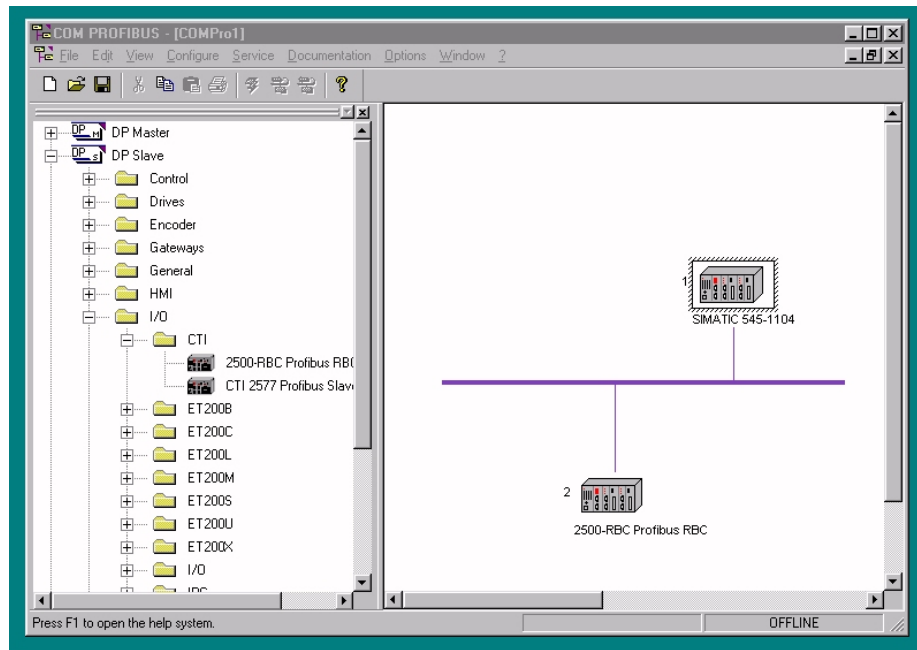 COM PROFIBUS - [COMPro1]
File Edit View Configure Service Documentation Options Window ?
DP M DP Master
DP S DP Slave
Control
Drives
Encoder
Gateways
General
HMI
I/O
CTI
2500-RBC Profibus
CTI 2577 Profibus
ET200B
ET200C
ET200L
ET200M
ET200S
ET200U
ET200X
I/O
1
SIMATIC 545-1104
2
2500-RBC Profibus RBC
Press F1 to open the help system.
OFFLINE